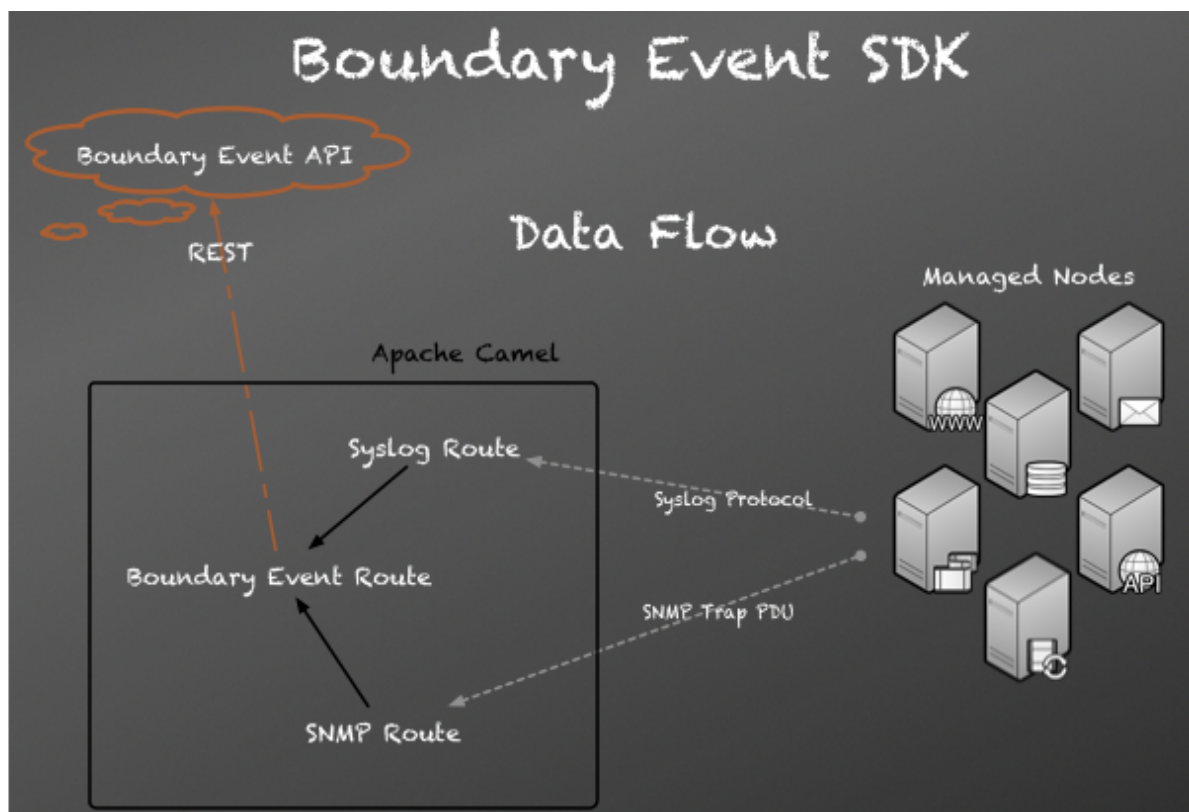 Boundary Event SDK
Boundary Event API
REST
Data Flow
Managed Nodes
WWW
Apache Camel
Syslog Route
Syslog Protocol
Boundary Event Route
API
SNMP Trap PDU
SNMP Route